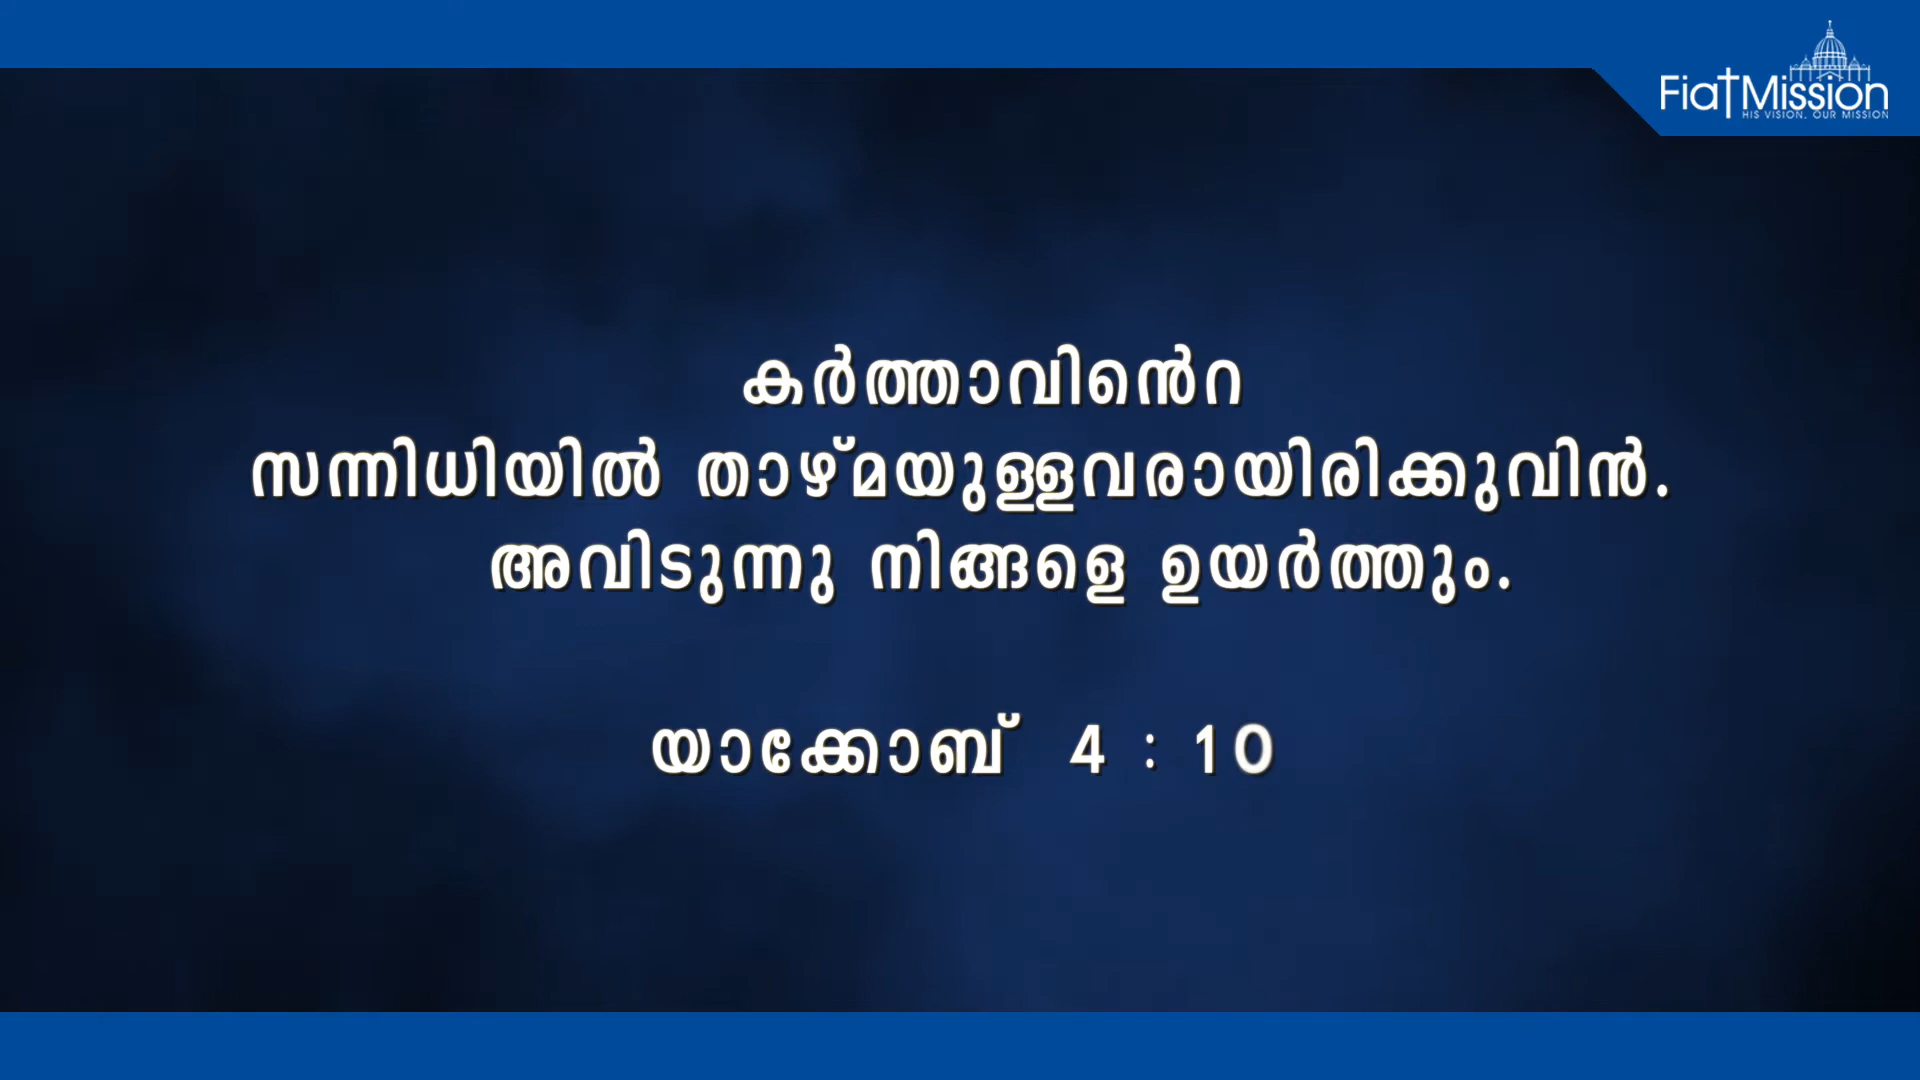 FiatMission
HIS VISION, OUR MISSION
കർത്താവിൻെറ
സന്നിധിയിൽ താഴ്മയുള്ളവരായിരിക്കുവിൻ.
അവിടുന്നു നിങ്ങളെ ഉയർത്തും.
യാക്കോബ് 4 : 10